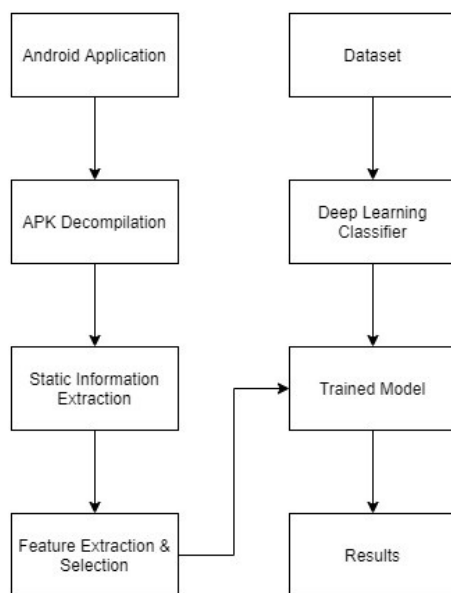 Android Application
APK Decompilation
Static Information
Extraction
Feature Extraction &
Selection
Dataset
Deep Learning
Classifier
Trained Model
Results